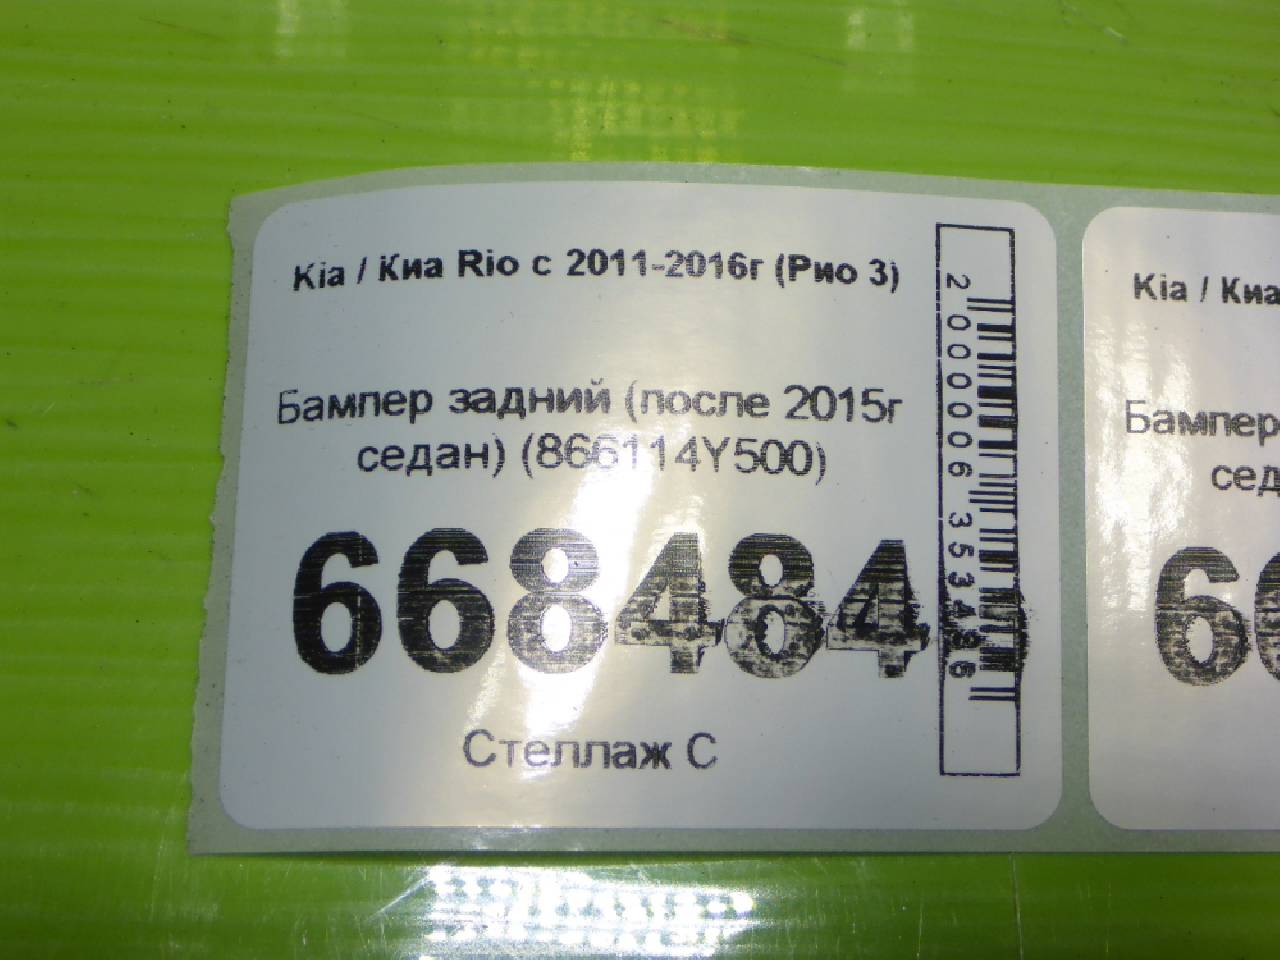 Kia / Киа Rio с 2011-2016г (Рио 3)
Бампер задний (после 2015г
седан) (866114Y500)
668484
Стеллаж С
2000006353486
Kia / Киа
Бампер
сед
66